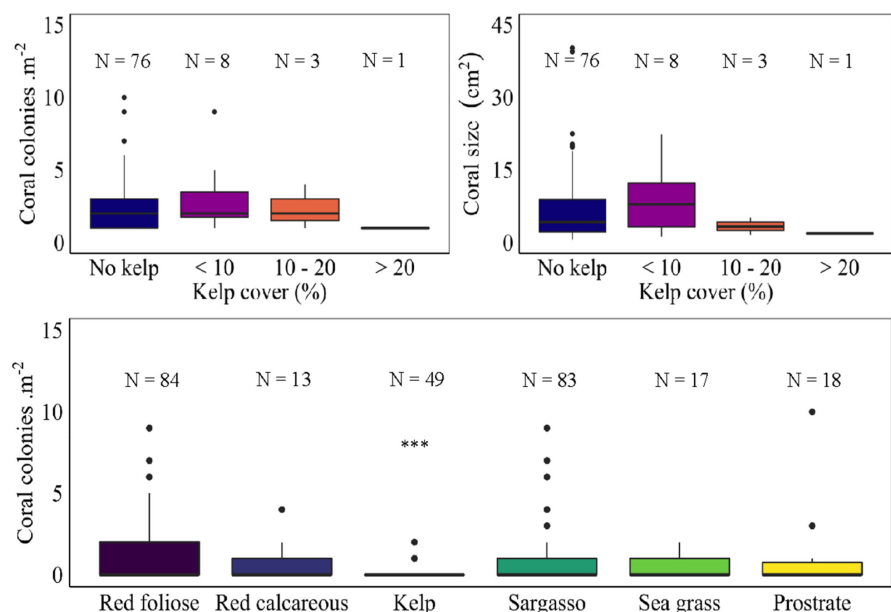 15
N = 76 N = 8 N = 3 N = 1
10
5
0
Coral colonies .m-2
No kelp < 10 10 - 20 > 20
Kelp cover (%)
45
N = 76 N = 8 N = 3 N = 1
30
15
0
Coral size (cm2)
No kelp < 10 10 - 20 > 20
Kelp cover (%)
15
N = 84 N = 13 N = 49 N = 83 N = 17 N = 18
10
***
5
0
Coral colonies .m-2
Red foliose Red calcareous Kelp Sargasso Sea grass Prostrate